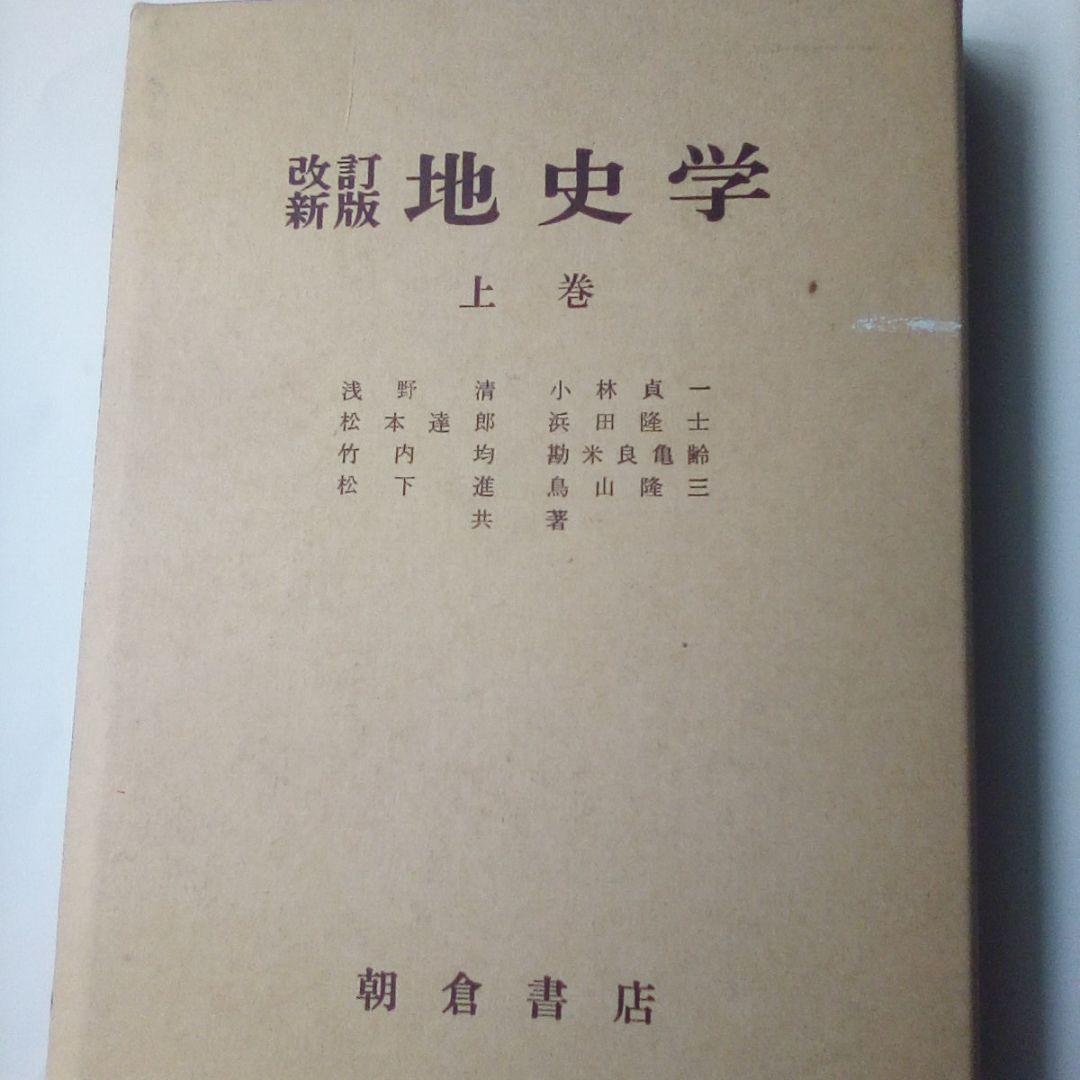 改訂新版 地史学
上巻
浅野清 小林貞一
松本達郎 浜田隆士
竹内均 勘米良亀齢
松下進 鳥山隆三
共著
朝倉書店